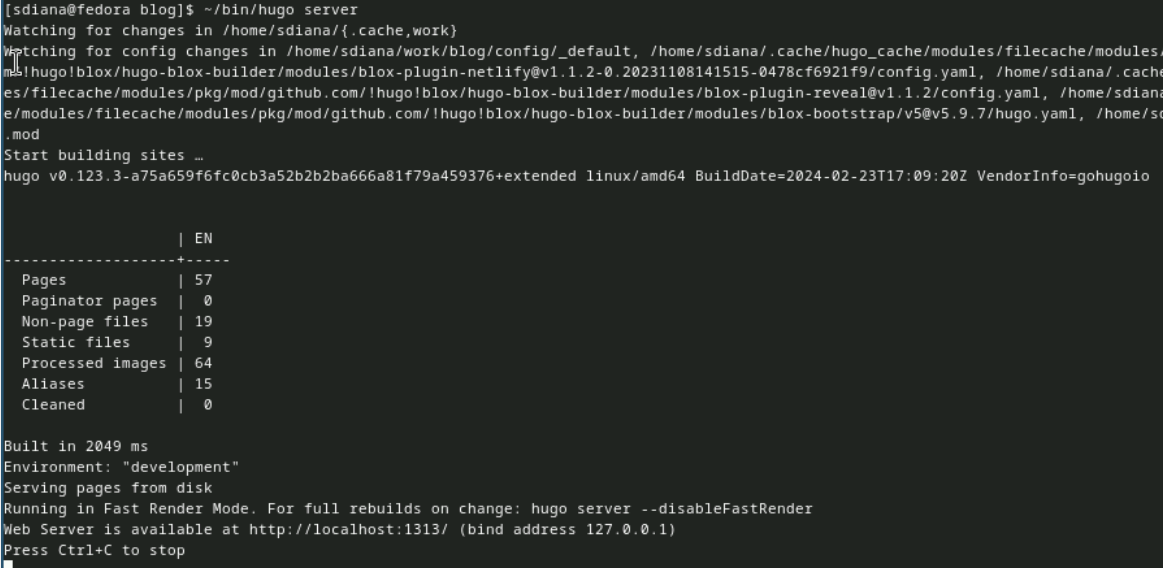 [sdiana@fedora blog]$ ~/bin/hugo server
Watching for changes in /home/sdiana/{.cache,work}
Watching for config changes in /home/sdiana/work/blog/config/_default, /home/sdiana/.cache/hugo_cache/modules/filecache/modules/
m/!hugo!blox/hugo-blox-builder/modules/blox-plugin-netlify@v1.1.2-0.20231108141515-0478cf6921f9/config.yaml, /home/sdiana/.cache
es/filecache/modules/pkg/mod/github.com/!hugo!blox/hugo-blox-builder/modules/blox-plugin-reveal@v1.1.2/config.yaml, /home/sdiana
e/modules/filecache/modules/pkg/mod/github.com/!hugo!blox/hugo-blox-builder/modules/blox-bootstrap/v5@v5.9.7/hugo.yaml, /home/sd
.mod
Start building sites …
hugo v0.123.3-a75a659f6fc0cb3a52b2b2ba666a81f79a459376+extended linux/amd64 BuildDate=2024-02-23T17:09:20Z VendorInfo=gohugoio
| EN
-------------------+-----
Pages | 57
Paginator pages | 0
Non-page files | 19
Static files | 9
Processed images | 64
Aliases | 15
Cleaned | 0
Built in 2049 ms
Environment: "development"
Serving pages from disk
Running in Fast Render Mode. For full rebuilds on change: hugo server --disableFastRender
Web Server is available at http://localhost:1313/ (bind address 127.0.0.1)
Press Ctrl+C to stop